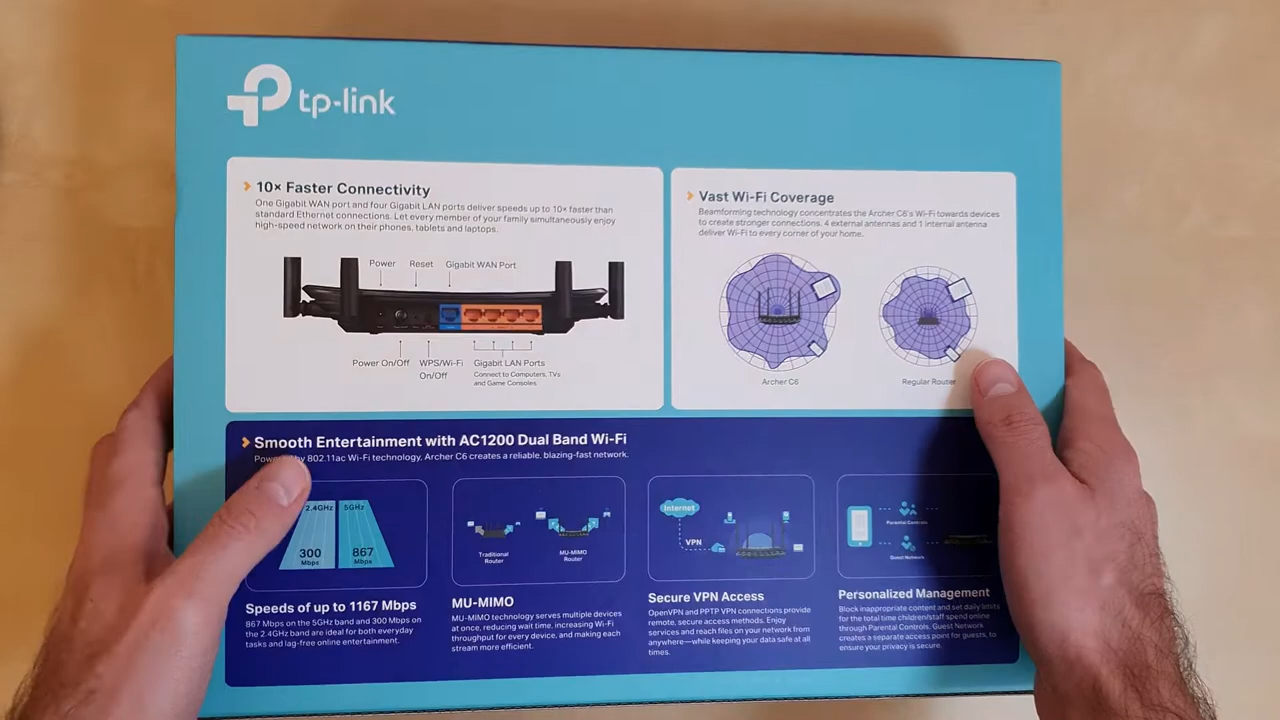 tp-link
10× Faster Connectivity
One Gigabit WAN port and four Gigabit LAN ports deliver speeds up to 10× faster than
standard Ethernet connections. Let every member of your family simultaneously enjoy
high-speed network on their phones, tablets and laptops.
Power
Reset
Gigabit WAN Port
Power On/Off
WPS/Wi-Fi
On/Off
Gigabit LAN Ports
Connect to Computers, TVs
and Game Consoles
Vast Wi-Fi Coverage
Beamforming technology concentrates the Archer C6's Wi-Fi towards devices
to create stronger connections. 4 external antennas and 1 internal antenna
deliver Wi-Fi to every corner of your home.
Archer C6
Regular Router
Smooth Entertainment with AC1200 Dual Band Wi-Fi
by 802.11ac Wi-Fi technology, Archer C6 creates a reliable, blazing-fast network.
2.4GHz
5GHz
300
Mbps
867
Mbps
Speeds of up to 1167 Mbps
867 Mbps on the 5GHz band and 300 Mbps on
the 2.4GHz band are ideal for both everyday
tasks and lag-free online entertainment.
Traditional
Router
MU-MIMO
Router
MU-MIMO
MU-MIMO technology serves multiple devices
at once, reducing wait time, increasing Wi-Fi
throughput for every device, and making each
stream more efficient.
Internet
VPN
Secure VPN Access
OpenVPN and PPTP VPN connections provide
remote, secure access methods. Enjoy
services and reach files on your network from
anywhere—while keeping your data safe at all
times.
Parental Controls
Guest Network
Personalized Management
Block inappropriate content and set daily limits
for the total time children/staff spend online
through Parental Controls. Guest Network
creates a separate access point for guests, to
ensure your privacy is secure.